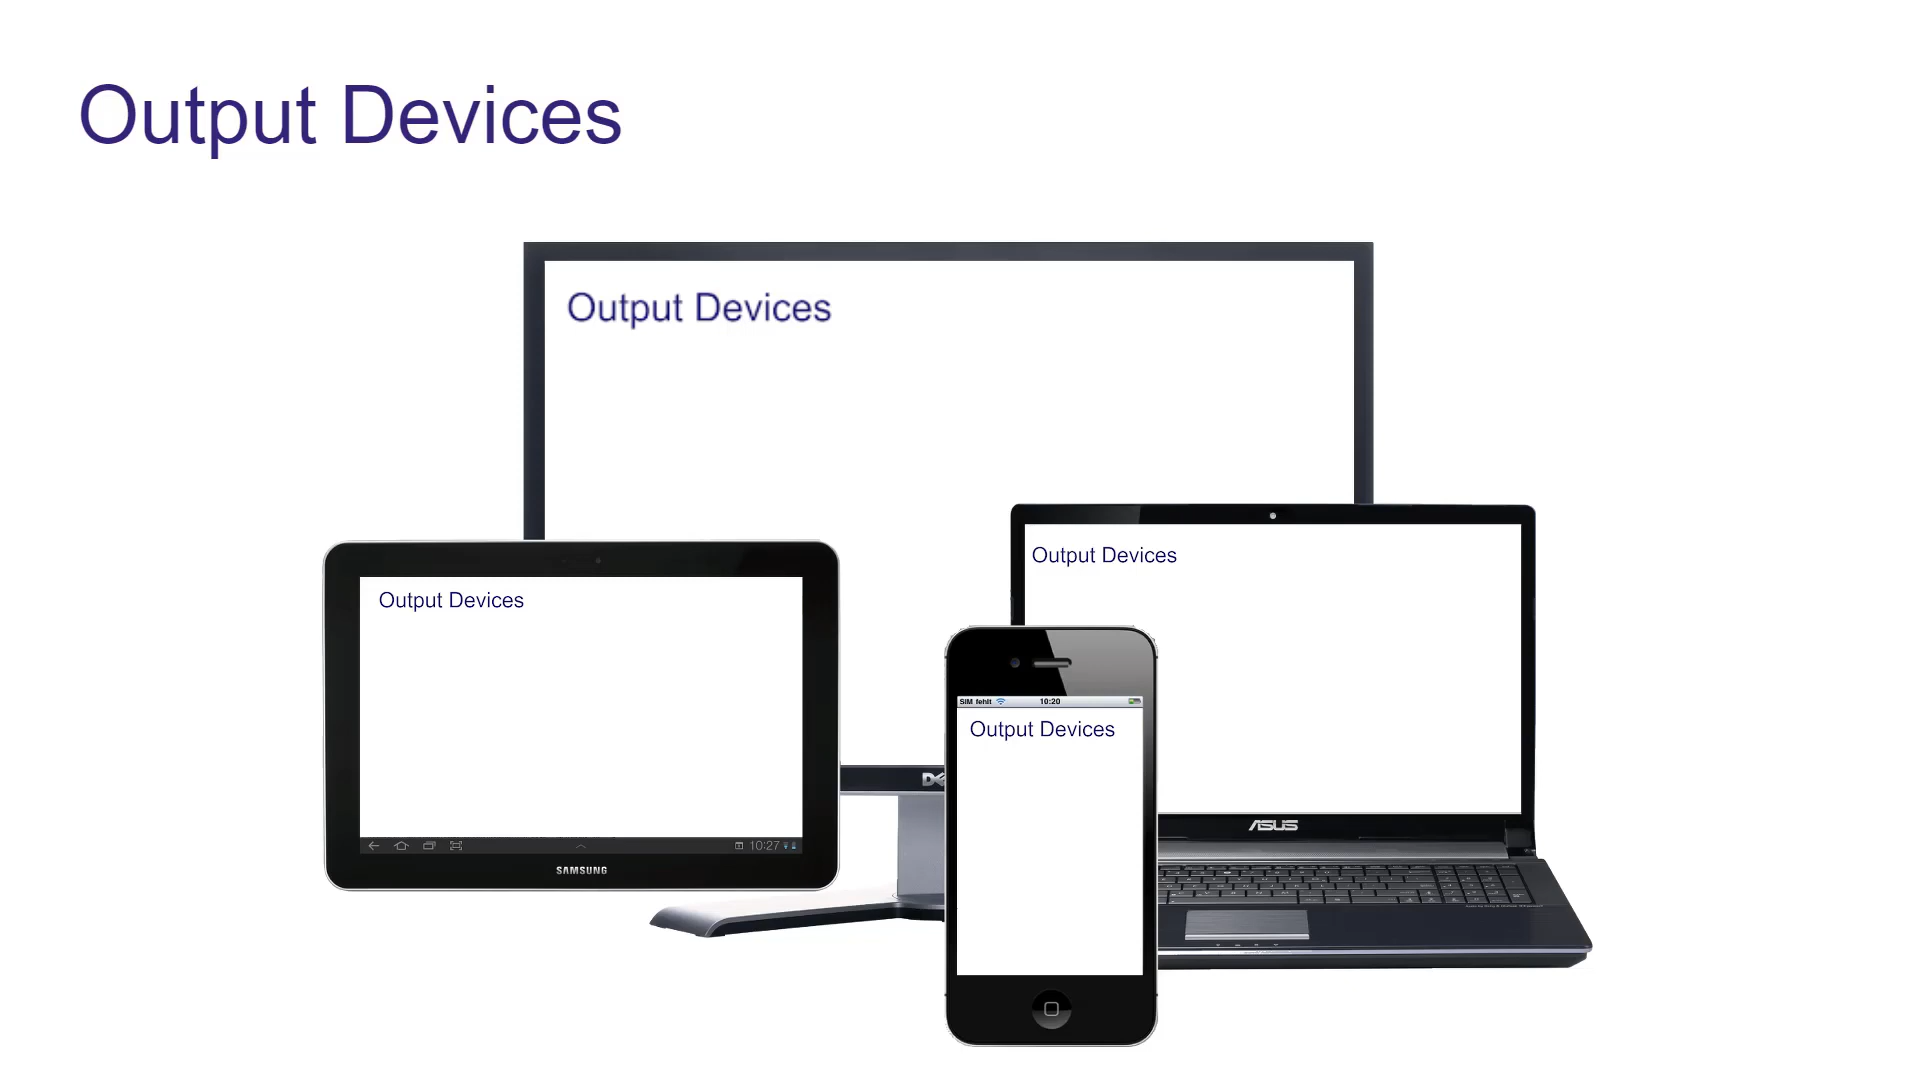 Output Devices
Output Devices
Output Devices
Output Devices
SIM fehlt 10:20
Output Devices
ASUS
10:27
SAMSUNG